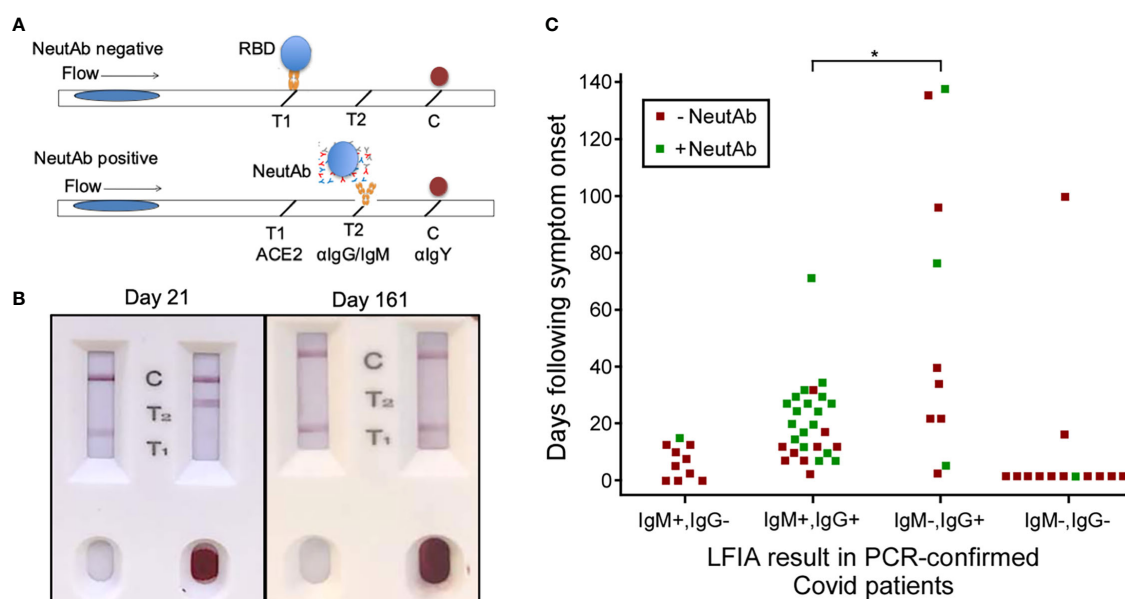 A
NeutAb negative
RBD
Flow
T1
T2
C
NeutAb positive
NeutAb
Flow
T1
T2
C
ACE2
αIgG/IgM
αIgY
B
Day 21
Day 161
C
T2
T1
C
T2
T1
C
*
- NeutAb
+NeutAb
Days following symptom onset
140
120
100
80
60
40
20
0
IgM+,IgG-
IgM+,IgG+
IgM-,IgG+
IgM-,IgG-
LFIA result in PCR-confirmed
Covid patients